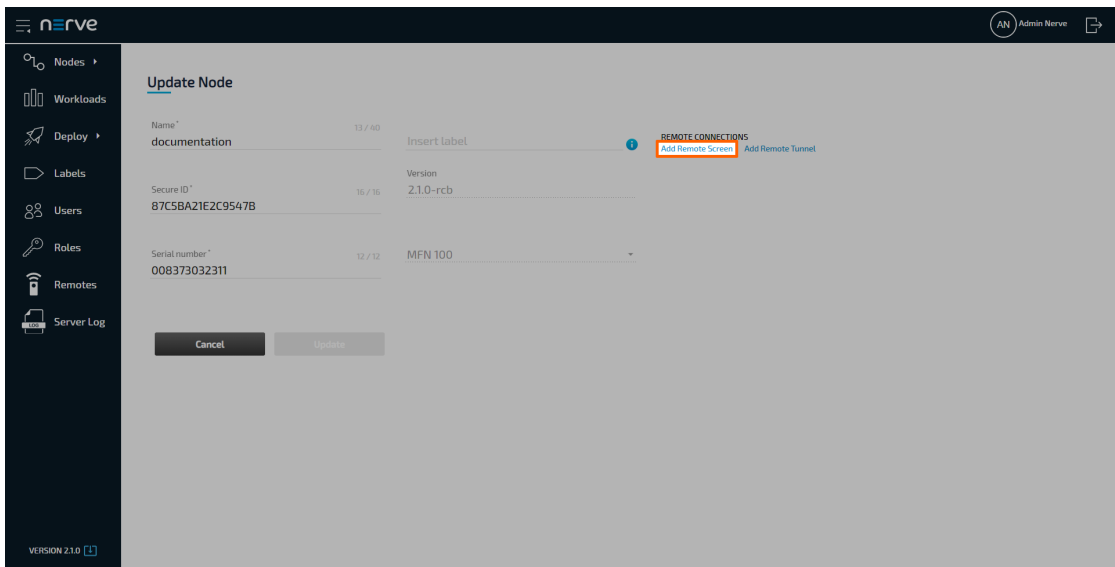 nerve
AN Admin Nerve
Nodes
Workloads
Deploy
Labels
Users
Roles
Remotes
LOG Server Log
VERSION 2.1.0
Update Node
Name* 13 / 40
documentation
Insert label
i
REMOTE CONNECTIONS
Add Remote Screen Add Remote Tunnel
Secure ID* 16 / 16
87C5BA21E2C9547B
Version
2.1.0-rcb
Serial number* 12 / 12
008373032311
MFN 100
Cancel Update